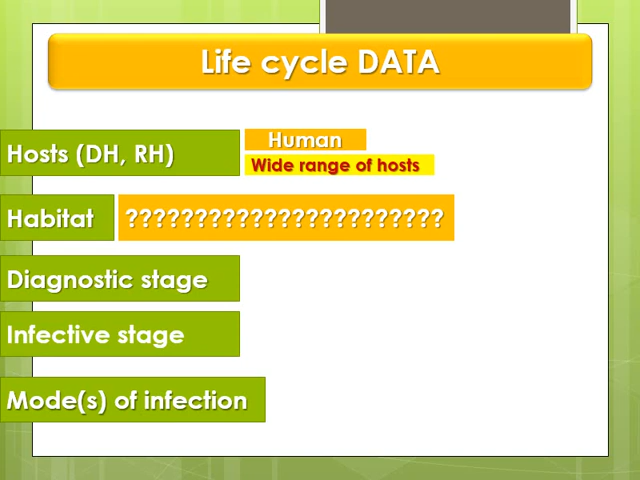 Life cycle DATA
Hosts (DH, RH)
Human
Wide range of hosts
Habitat
???????????????????????
Diagnostic stage
Infective stage
Mode(s) of infection